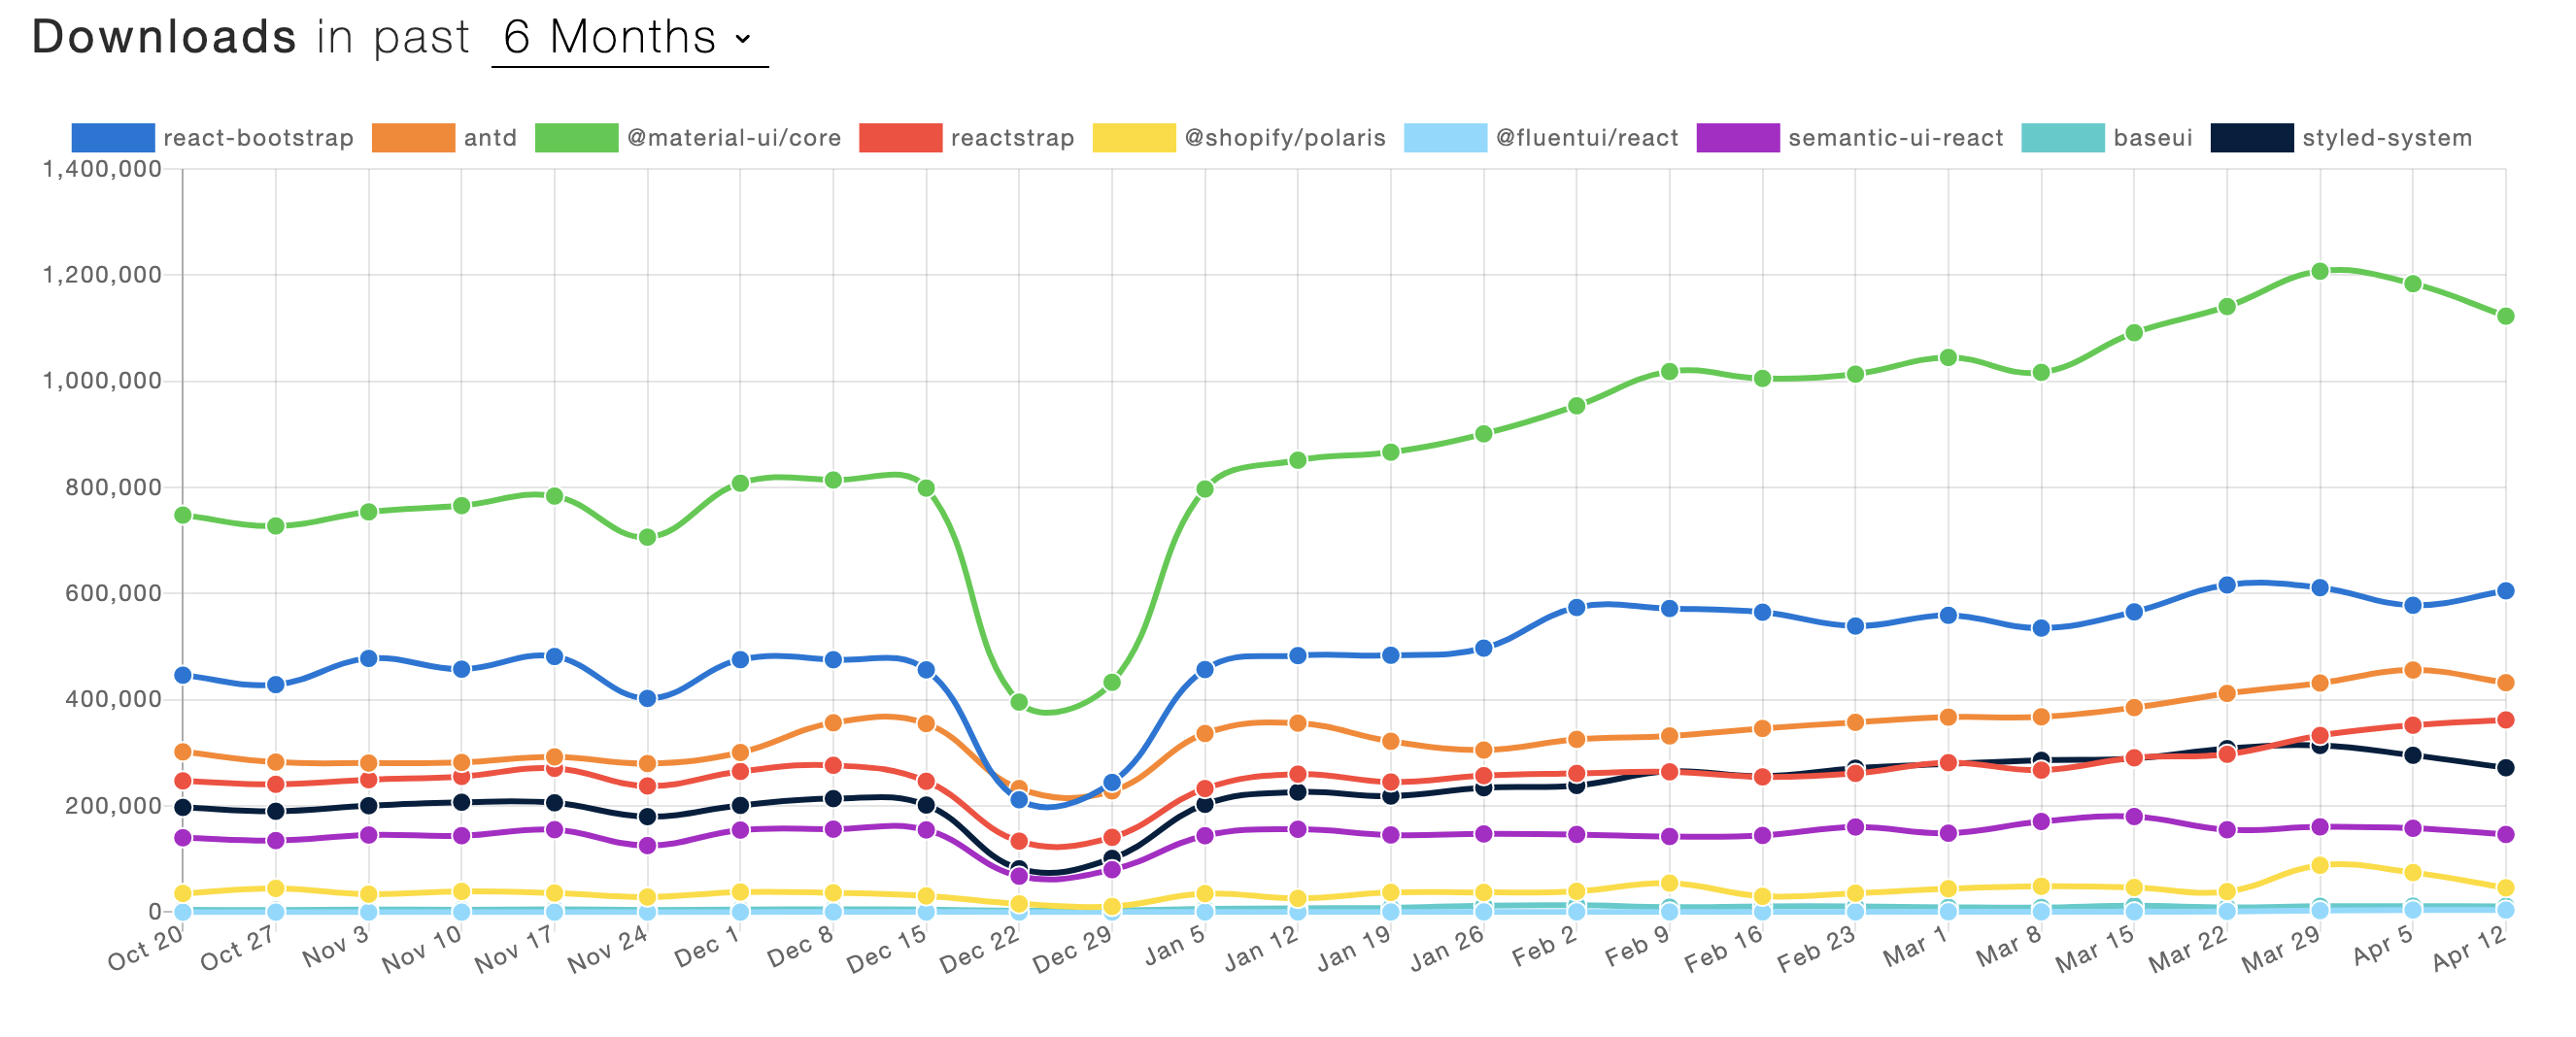 Downloads in past 6 Months
react-bootstrap antd @material-ui/core reactstrap @shopify/polaris @fluentui/react semantic-ui-react baseui styled-system
1,400,000
1,200,000
1,000,000
800,000
600,000
400,000
200,000
0
Oct 20 Oct 27 Nov 3 Nov 10 Nov 17 Nov 24 Dec 1 Dec 8 Dec 15 Dec 22 Dec 29 Jan 5 Jan 12 Jan 19 Jan 26 Feb 2 Feb 9 Feb 16 Feb 23 Mar 1 Mar 8 Mar 15 Mar 22 Mar 29 Apr 5 Apr 12